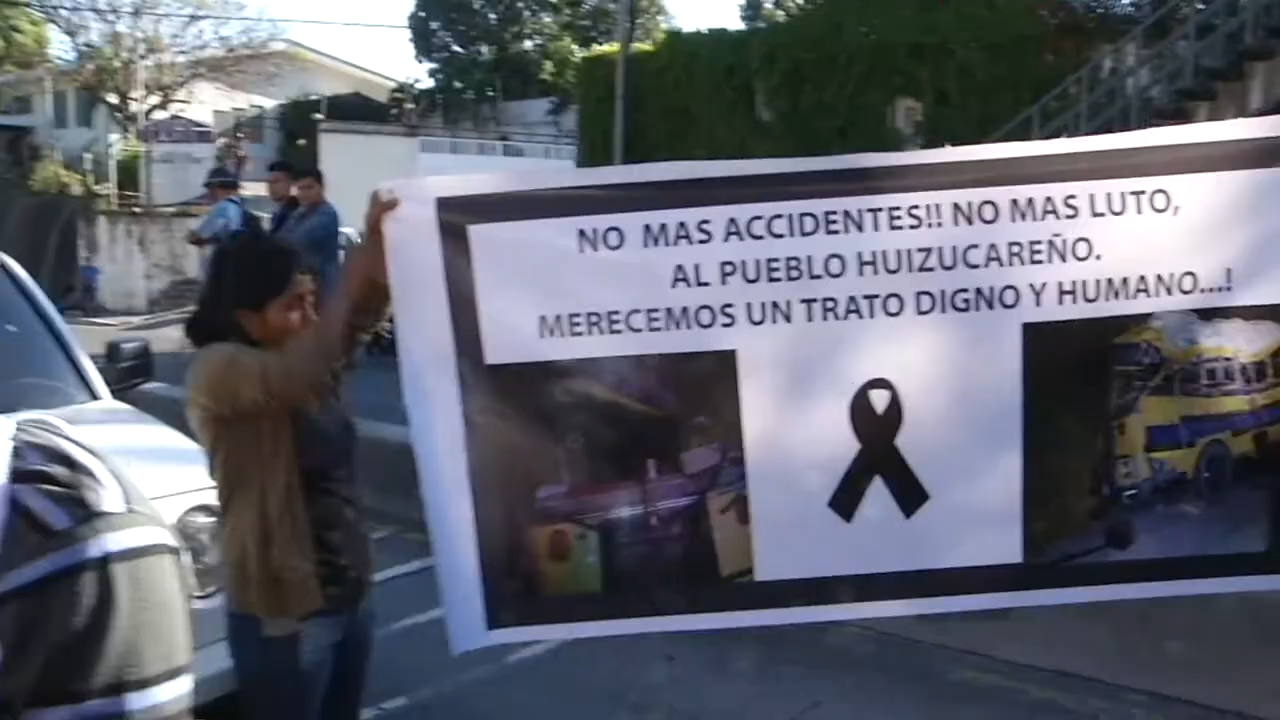 NO MAS ACCIDENTES!! NO MAS LUTO,
AL PUEBLO HUIZUCAREÑO.
MERECEMOS UN TRATO DIGNO Y HUMANO...!